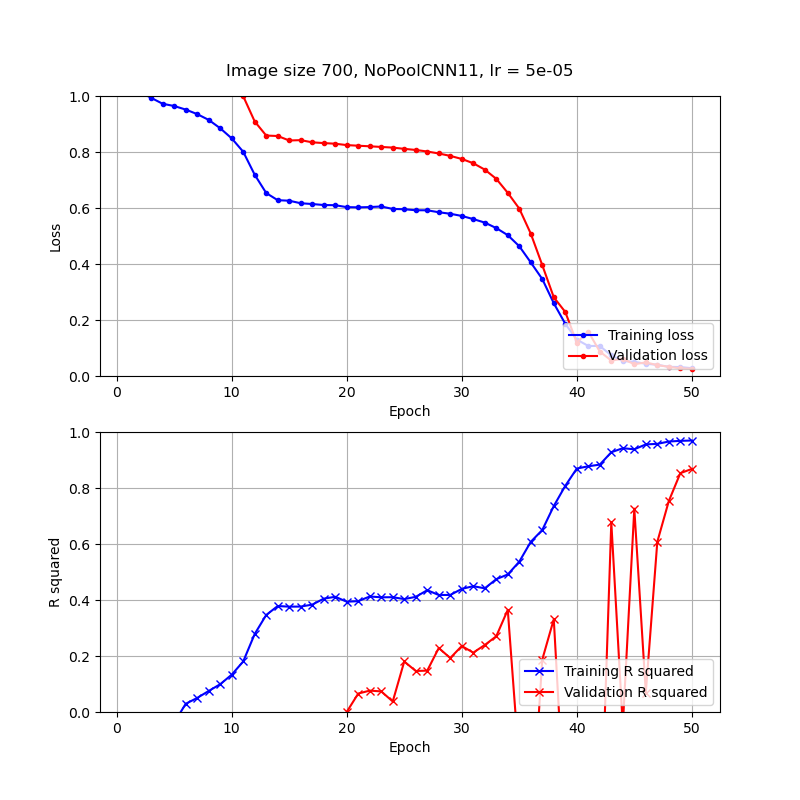 Image size 700, NoPoolCNN11, lr = 5e-05
1.0
0.8
0.6
0.4
0.2
0.0
Loss
Training loss
Validation loss
0 10 20 30 40 50
Epoch
1.0
0.8
0.6
0.4
0.2
0.0
R squared
Training R squared
Validation R squared
0 10 20 30 40 50
Epoch